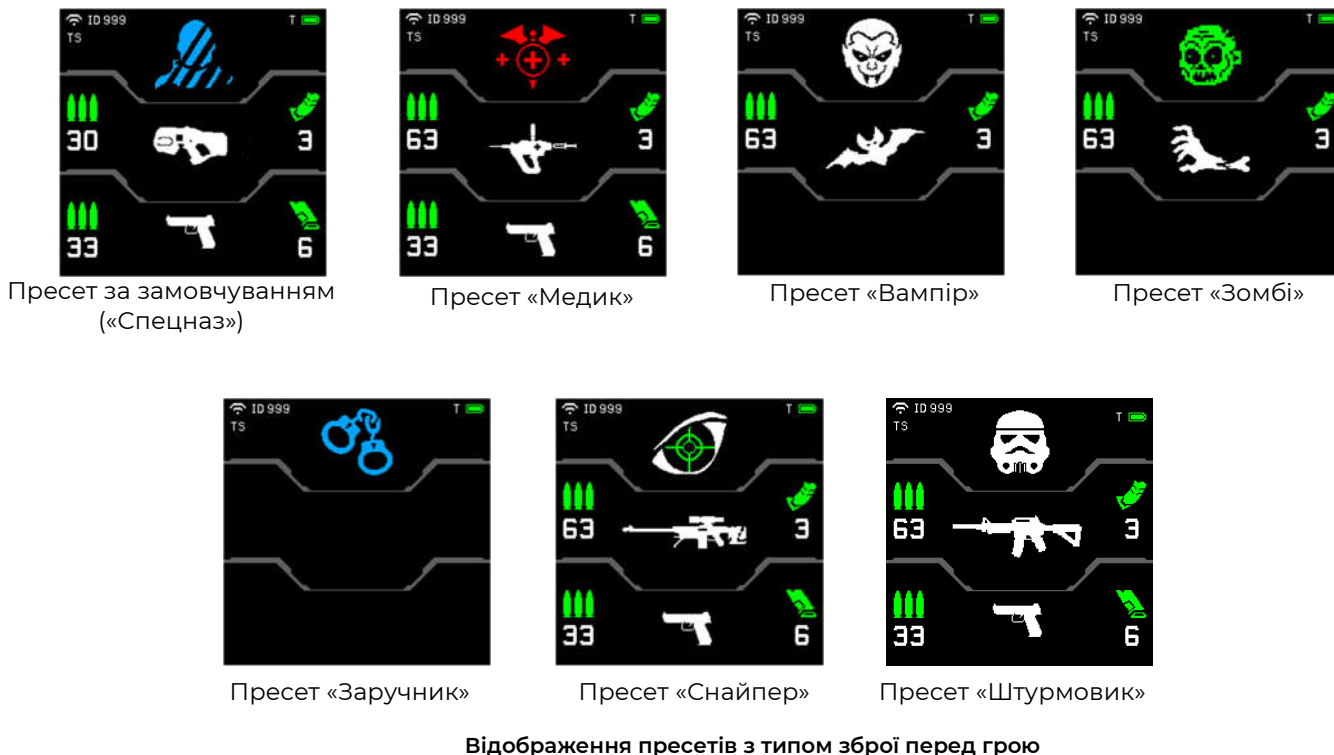 ID 999 T
TS
30 3
33 6
Пресет за замовчуванням
(«Спецназ»)
ID 999 T
TS
63 3
33 6
Пресет «Медик»
ID 999 T
TS
63 3
Пресет «Вампір»
ID 999 T
TS
63 3
Пресет «Зомбі»
ID 999 T
TS
Пресет «Заручник»
ID 999 T
TS
63 3
33 6
Пресет «Снайпер»
ID 999 T
TS
63 3
33 6
Пресет «Штурмовик»
Відображення пресетів з типом зброї перед грою